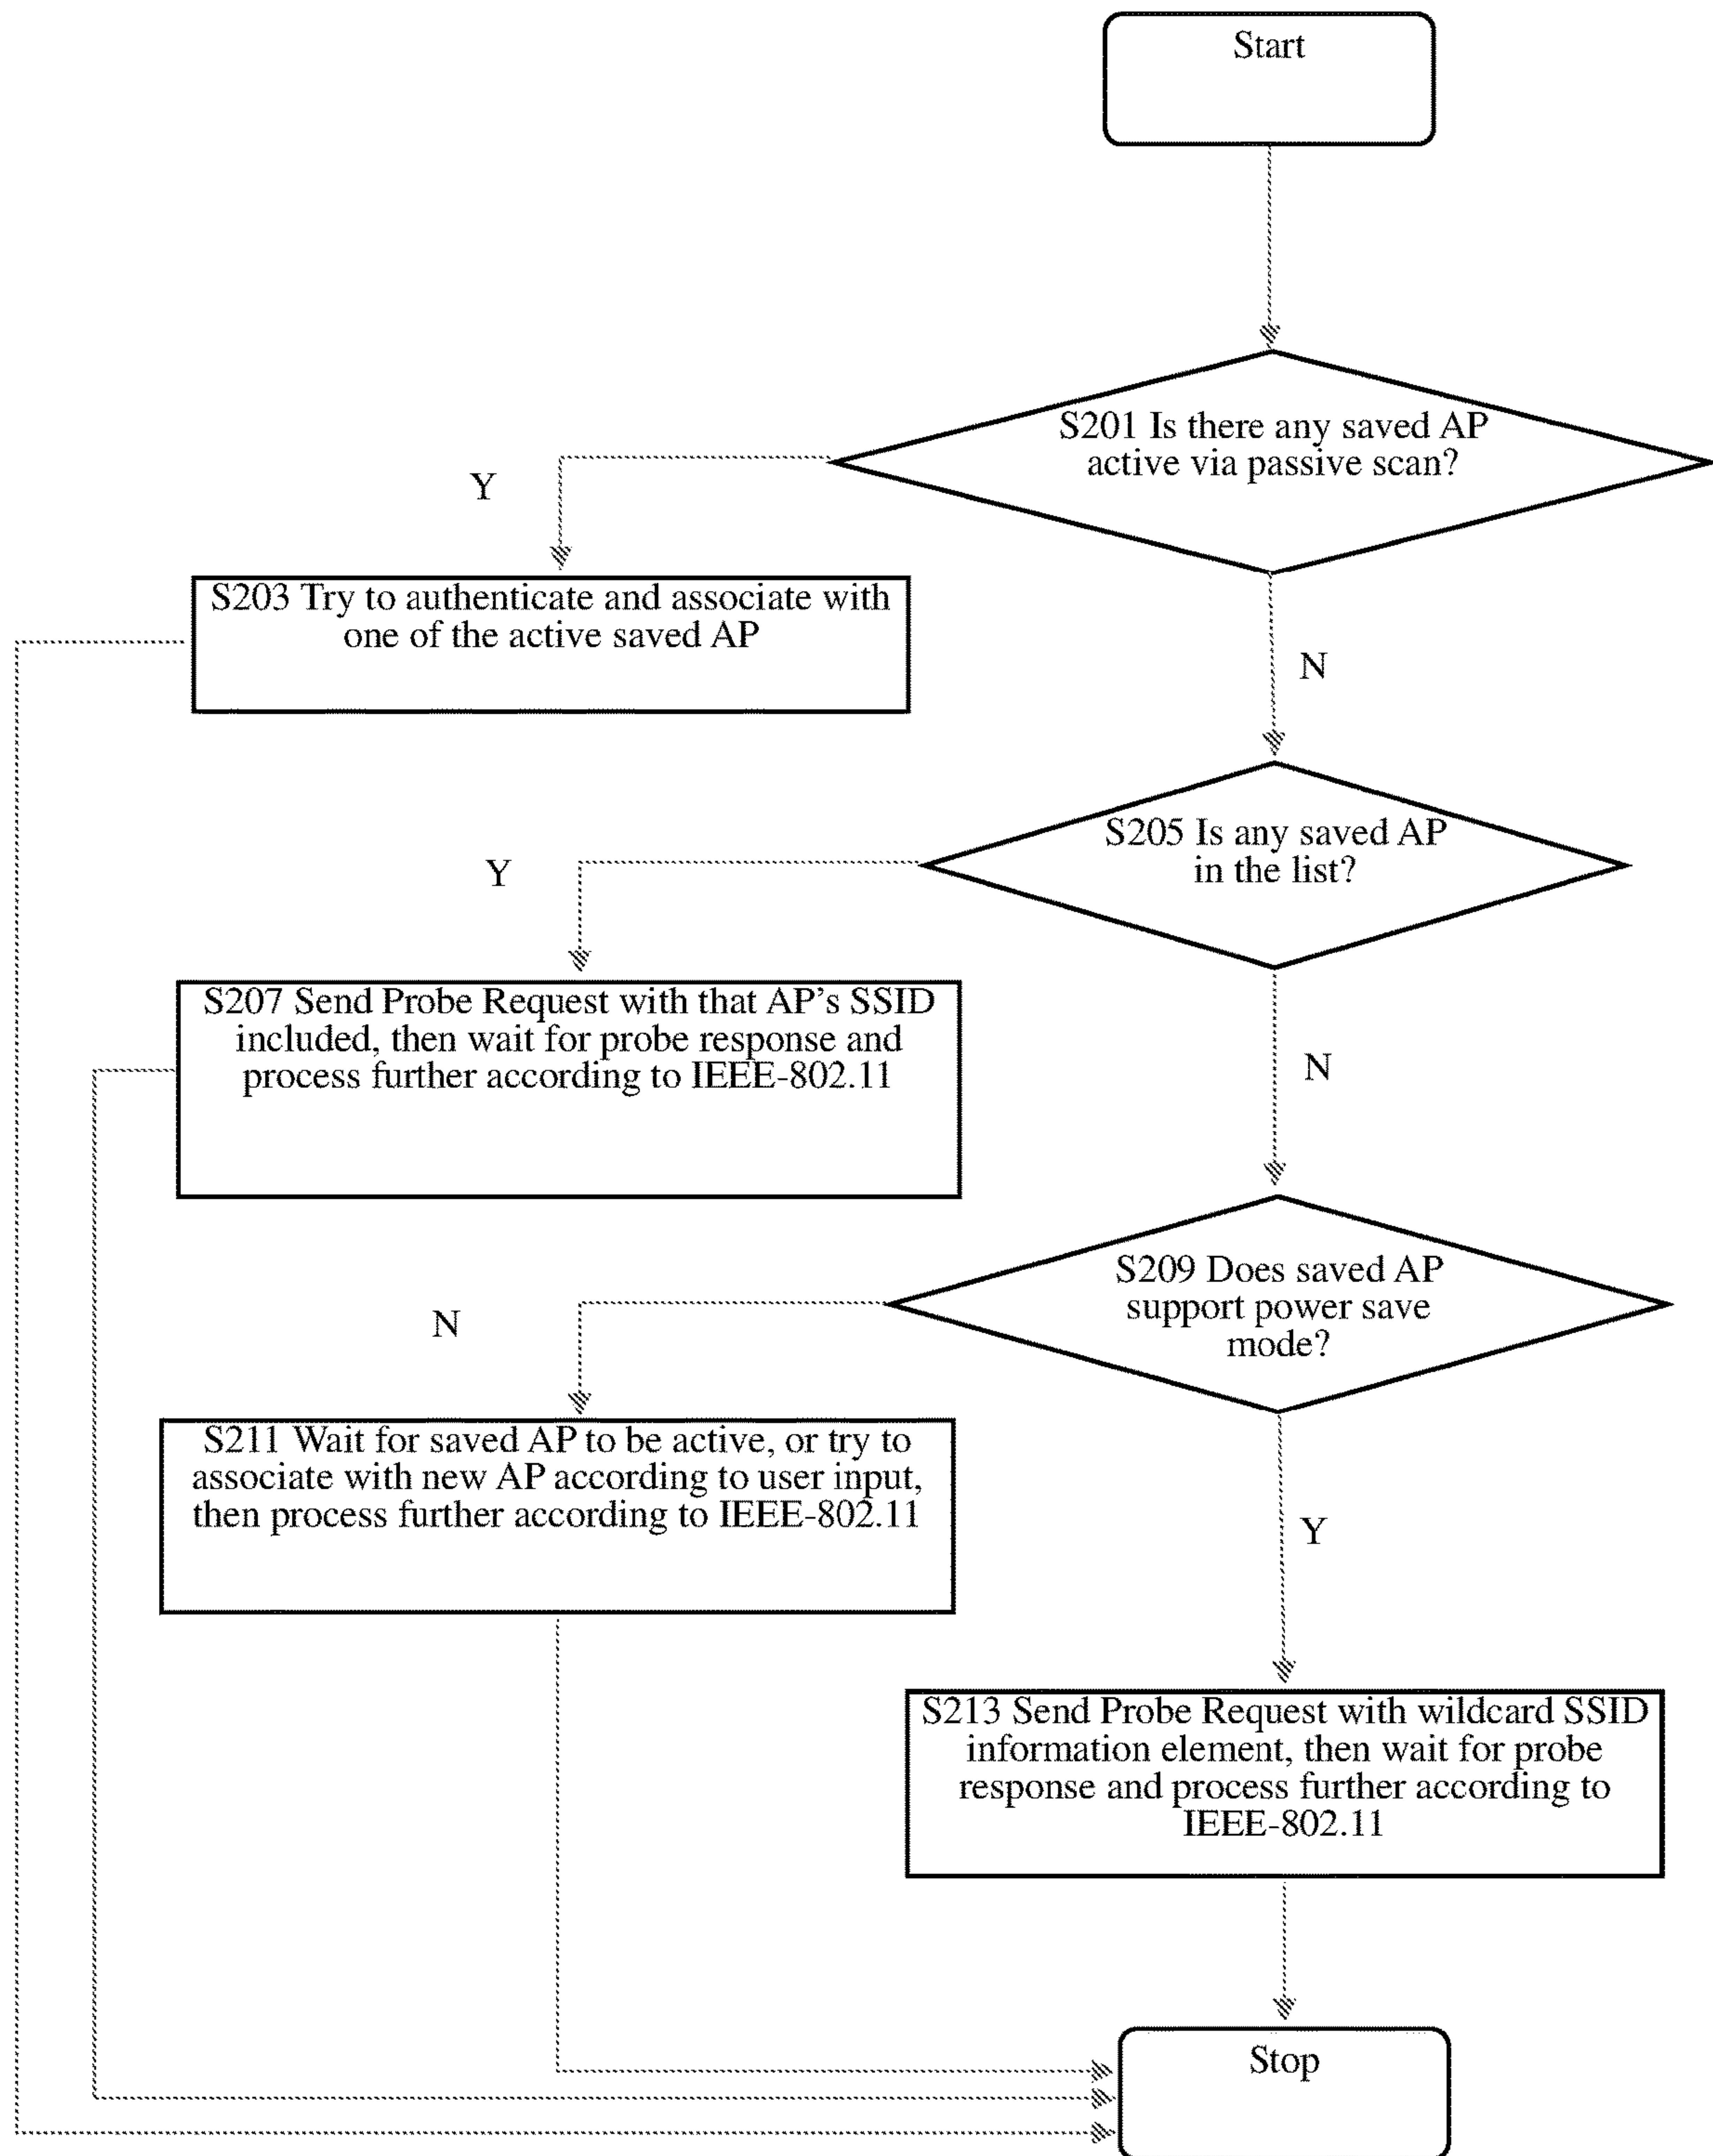 Start
S201 Is there any saved AP
active via passive scan?
Y
S203 Try to authenticate and associate with
one of the active saved AP
N
S205 Is any saved AP
in the list?
Y
S207 Send Probe Request with that AP's SSID
included, then wait for probe response and
process further according to IEEE-802.11
N
S209 Does saved AP
support power save
mode?
N
S211 Wait for saved AP to be active, or try to
associate with new AP according to user input,
then process further according to IEEE-802.11
Y
S213 Send Probe Request with wildcard SSID
information element, then wait for probe
response and process further according to
IEEE-802.11
Stop